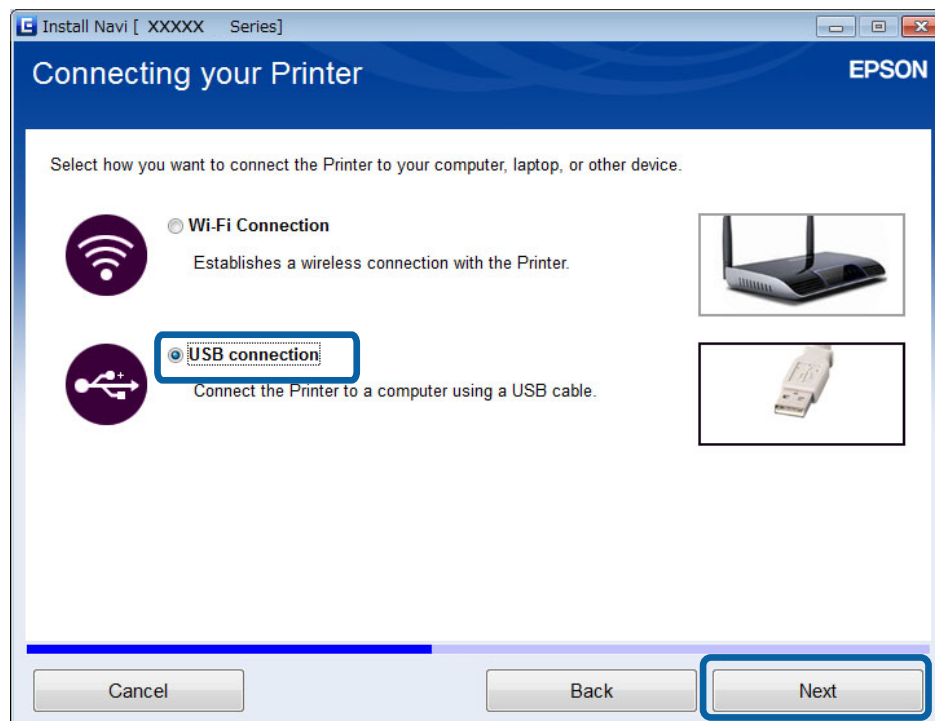 Install Navi [ XXXXX Series]
Connecting your Printer
EPSON
Select how you want to connect the Printer to your computer, laptop, or other device.
Wi-Fi Connection
Establishes a wireless connection with the Printer.
USB connection
Connect the Printer to a computer using a USB cable.
Cancel
Back
Next